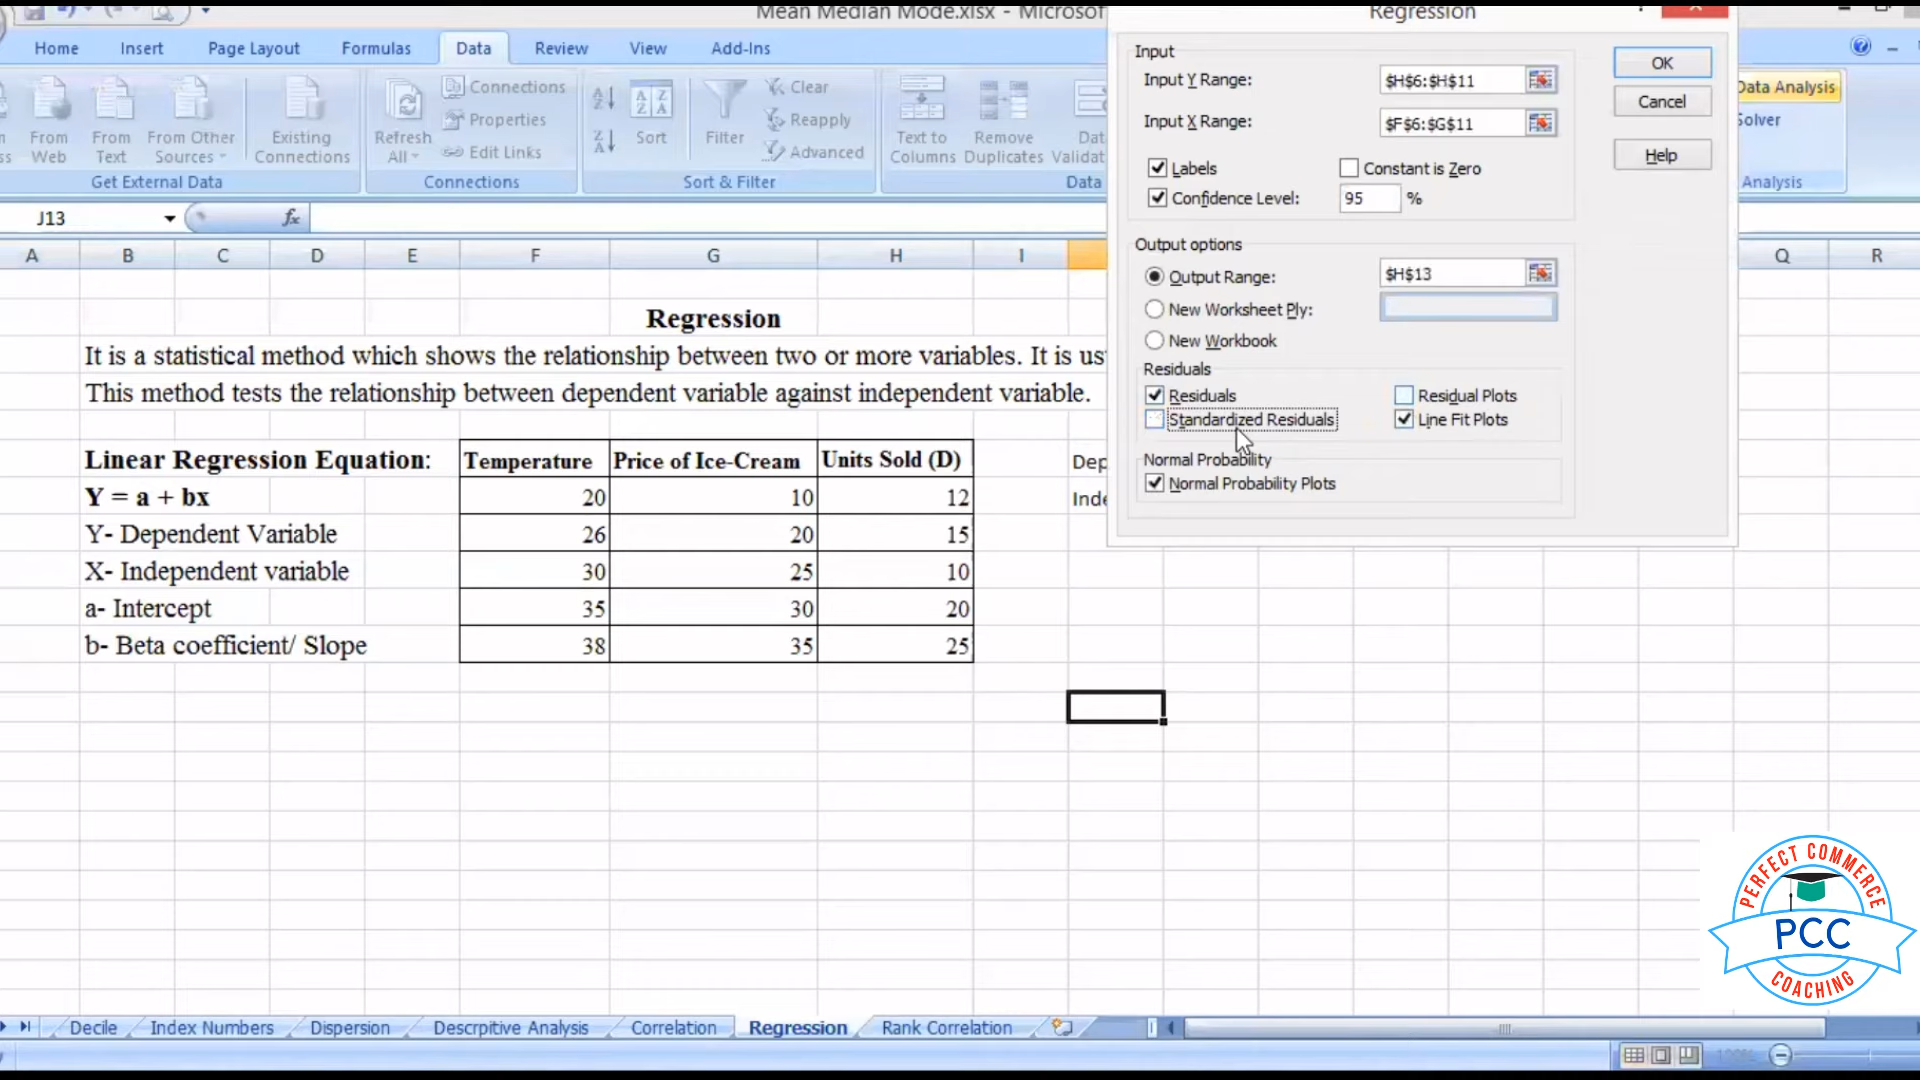 Mean Median Mode.xlsx - Microsof
Regression
Home Insert Page Layout Formulas Data Review View Add-Ins
From Web
From Text
From Other Sources
Existing Connections
Get External Data
Refresh All
Connections
Properties
Edit Links
Connections
Sort
Filter
Clear
Reapply
Advanced
Sort & Filter
Text to Columns
Remove Duplicates
Data
Validat
Data
Data Analysis
Solver
Analysis
Input
Input Y Range: $H$6:$H$11
Input X Range: $F$6:$G$11
Labels Constant is Zero
Confidence Level: 95 %
OK
Cancel
Help
Output options
Output Range: $H$13
New Worksheet Ply:
New Workbook
Residuals
Residuals Residual Plots
Standardized Residuals Line Fit Plots
Normal Probability
Normal Probability Plots
J13 fx
A B C D E F G H I Q R
Regression
It is a statistical method which shows the relationship between two or more variables. It is us
This method tests the relationship between dependent variable against independent variable.
Linear Regression Equation: Temperature Price of Ice-Cream Units Sold (D) Dep
Y = a + bx 20 10 12 Inde
Y- Dependent Variable 26 20 15
X- Independent variable 30 25 10
a- Intercept 35 30 20
b- Beta coefficient/ Slope 38 35 25
PERFECT COMMERCE
PCC
COACHING
Decile Index Numbers Dispersion Descrpitive Analysis Correlation Regression Rank Correlation